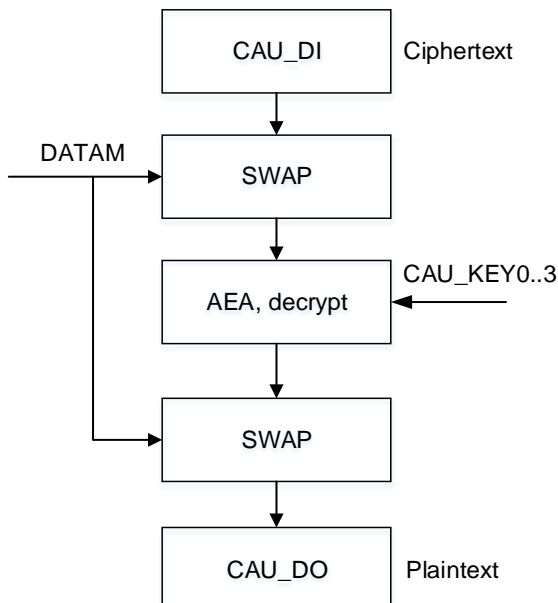 CAU_DI
Ciphertext
DATAM
SWAP
CAU_KEY0..3
AEA, decrypt
SWAP
CAU_DO
Plaintext